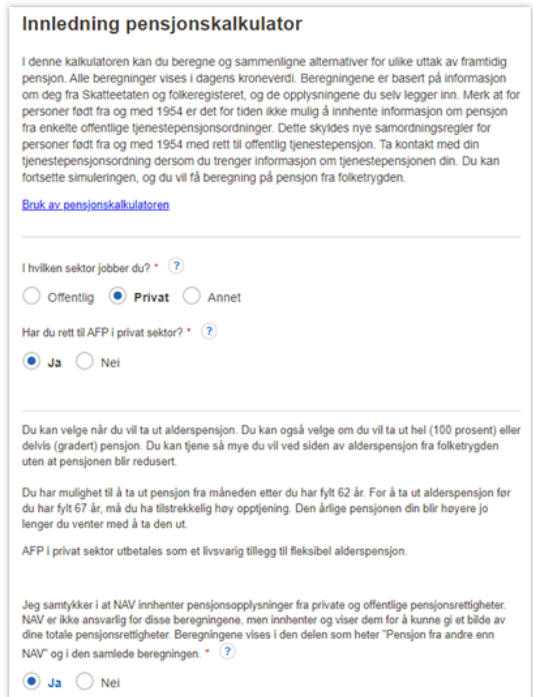 Innledning pensjonskalkulator
I denne kalkulatoren kan du beregne og sammenligne alternativer for ulike uttak av framtidig
pensjon. Alle beregninger vises i dagens kroneverdi. Beregningene er basert på informasjon
om deg fra Skatteetaten og folkeregisteret, og de opplysningene du selv legger inn. Merk at for
personer født fra og med 1954 er det for tiden ikke mulig å innhente informasjon om pensjon
fra enkelte offentlige tjenestepensjonsordninger. Dette skyldes nye samordningsregler for
personer født fra og med 1954 med rett til offentlig tjenestepensjon. Ta kontakt med din
tjenestepensjonsordning dersom du trenger informasjon om tjenestepensjonen din. Du kan
fortsette simuleringen, og du vil få beregning på pensjon fra folketrygden.
Bruk av pensjonskalkulatoren
I hvilken sektor jobber du? * ?
Offentlig Privat Annet
Har du rett til AFP i privat sektor? * ?
Ja Nei
Du kan velge når du vil ta ut alderspensjon. Du kan også velge om du vil ta ut hel (100 prosent) eller
delvis (gradert) pensjon. Du kan tjene så mye du vil ved siden av alderspensjon fra folketrygden
uten at pensjonen blir redusert.
Du har mulighet til å ta ut pensjon fra måneden etter du har fylt 62 år. For å ta ut alderspensjon før
du har fylt 67 år, må du ha tilstrekkelig høy opptjening. Den årlige pensjonen din blir høyere jo
lenger du venter med å ta den ut.
AFP i privat sektor utbetales som et livsvarig tillegg til fleksibel alderspensjon.
Jeg samtykker i at NAV innhenter pensjonsopplysninger fra private og offentlige pensjonsrettigheter.
NAV er ikke ansvarlig for disse beregningene, men innhenter og viser dem for å kunne gi et bilde av
dine totale pensjonsrettigheter. Beregningene vises i den delen som heter "Pensjon fra andre enn
NAV" og i den samlede beregningen. * ?
Ja Nei